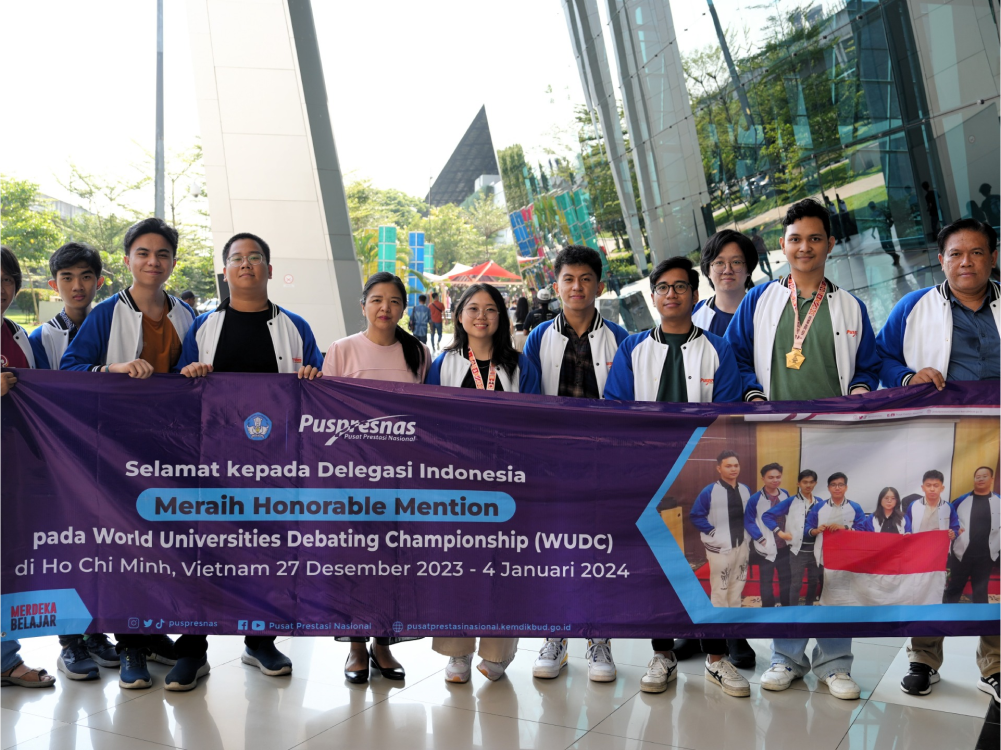 Puspresnas
Pusat Prestasi Nasional
Selamat kepada Delegasi Indonesia
Meraih Honorable Mention
pada World Universities Debating Championship (WUDC)
di Ho Chi Minh, Vietnam 27 Desember 2023 - 4 Januari 2024
MERDEKA
BELAJAR
puspresnas Pusat Prestasi Nasional pusatprestasinasional.kemdikbud.go.id